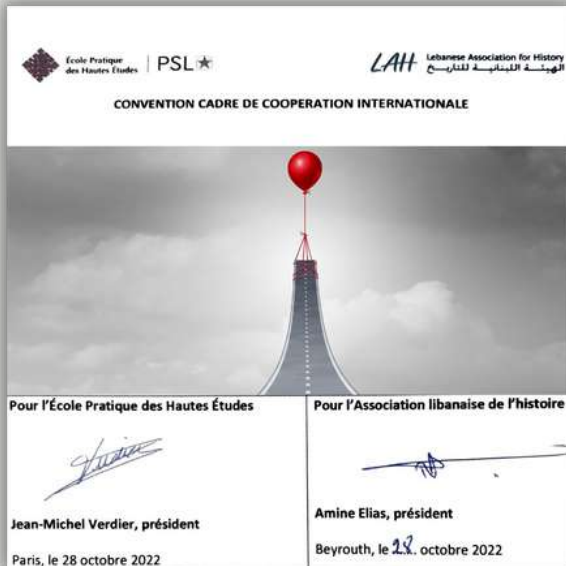 École Pratique
des Hautes Études
PSL
LAH
Lebanese Association for History
الهيئة اللبنانية للتاريخ
CONVENTION CADRE DE COOPERATION INTERNATIONALE
Pour l'École Pratique des Hautes Études
Jean-Michel Verdier, président
Paris, le 28 octobre 2022
Pour l'Association libanaise de l'histoire
Amine Elias, président
Beyrouth, le 28. octobre 2022